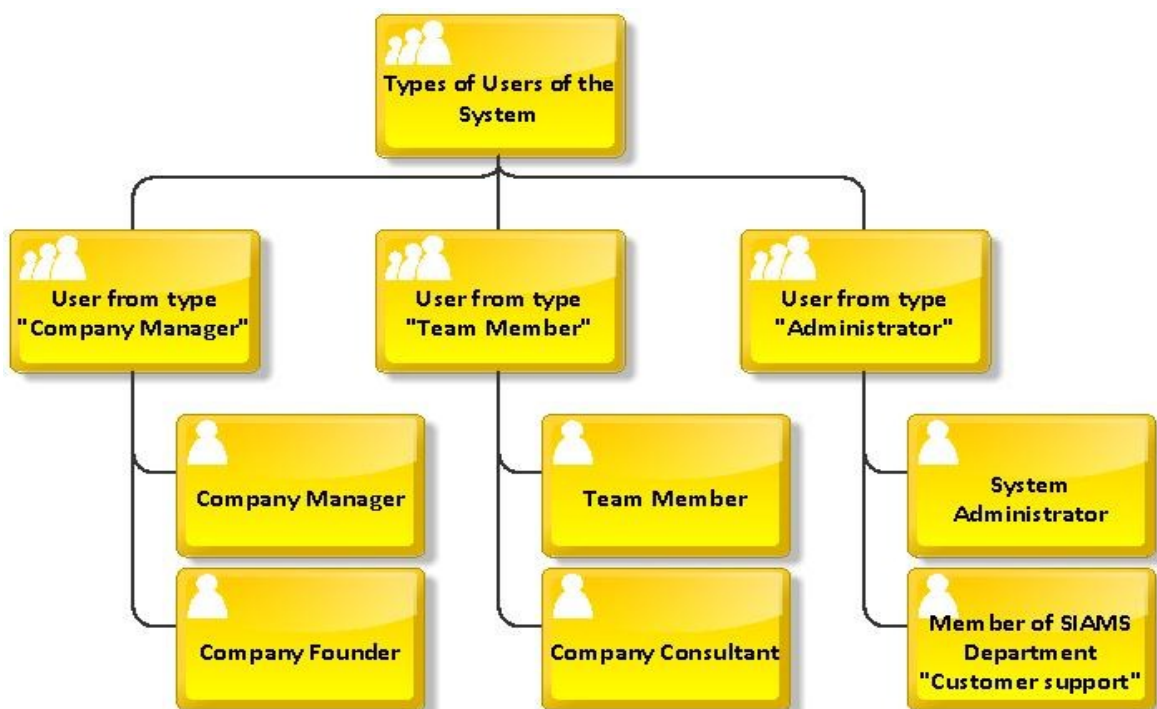 Types of Users of the
System
User from type
"Company Manager"
User from type
"Team Member"
User from type
"Administrator"
Company Manager
Team Member
System
Administrator
Company Founder
Company Consultant
Member of SIAMS
Department
"Customer support"